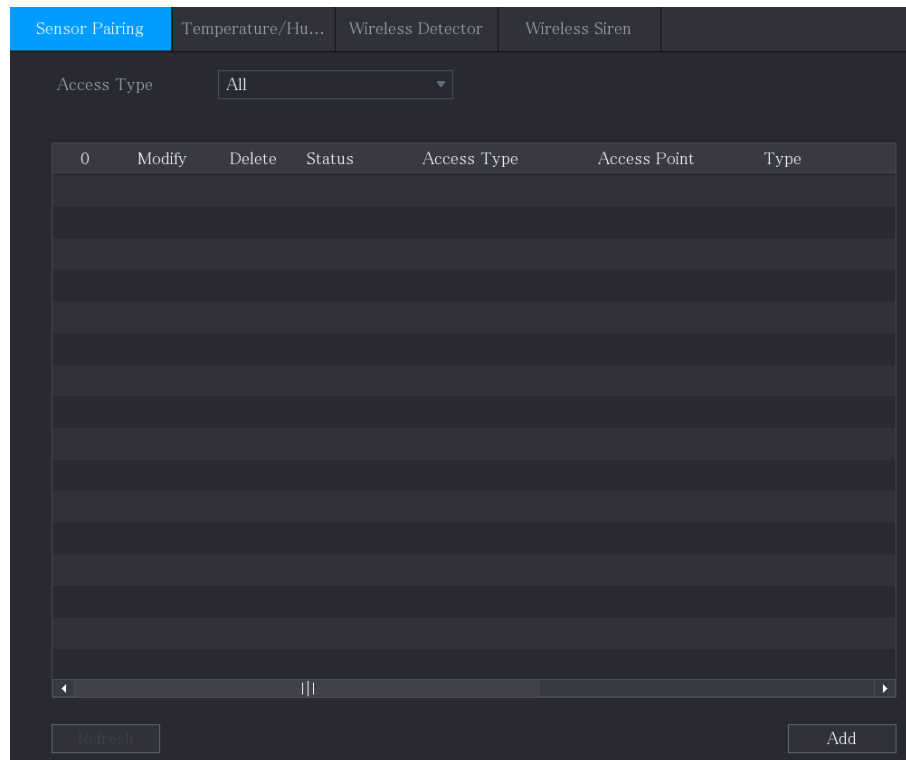 Sensor Pairing Temperature/Hu... Wireless Detector Wireless Siren
Access Type All
0 Modify Delete Status Access Type Access Point Type
Refresh Add